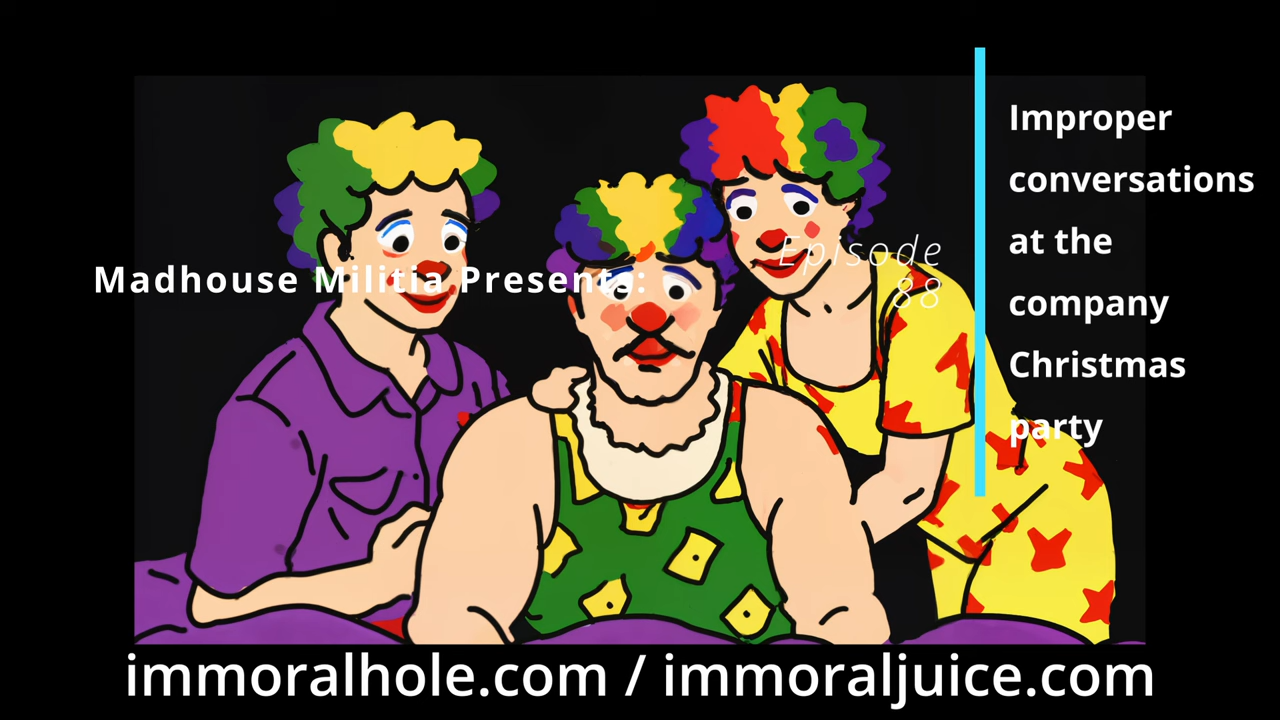 Madhouse Militia Presents:
Episode
88
Improper
conversations
at the
company
Christmas
party
immoralhole.com / immoraljuice.com